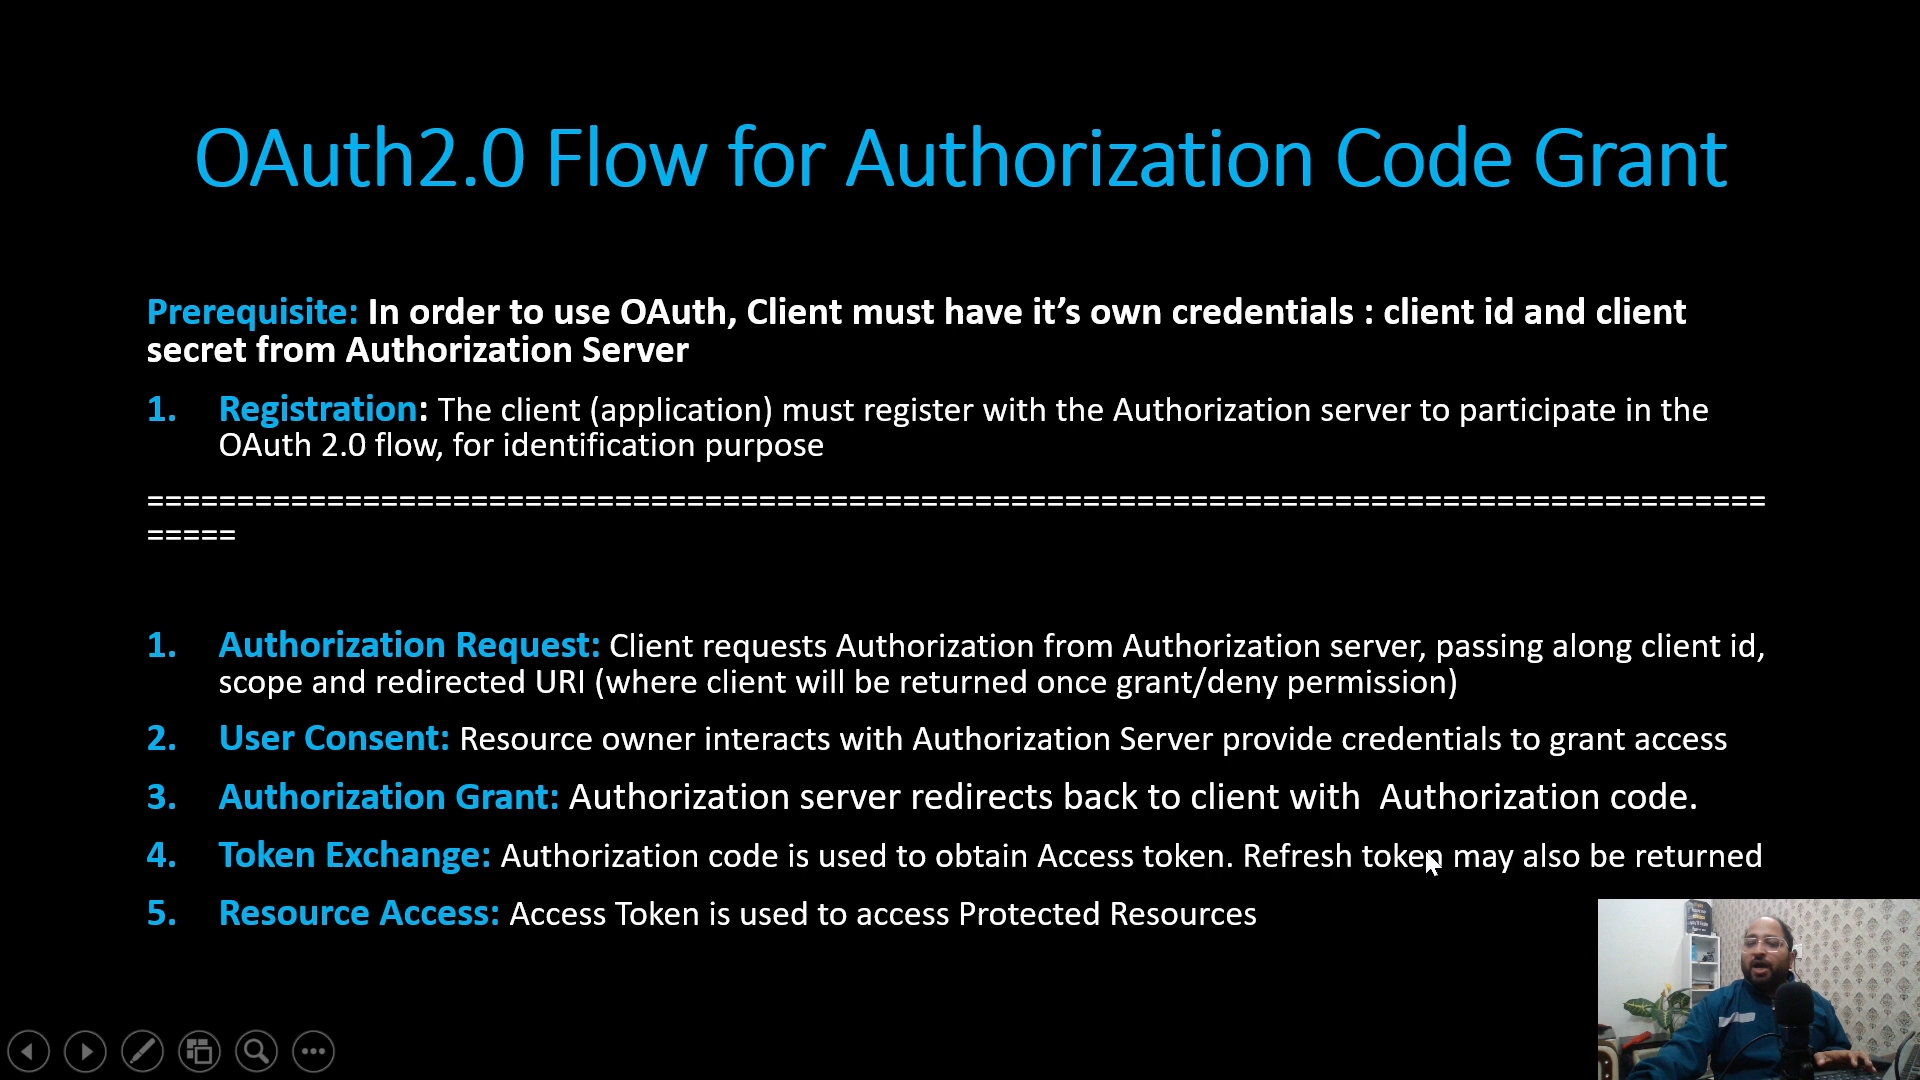 OAuth2.0 Flow for Authorization Code Grant
Prerequisite: In order to use OAuth, Client must have it’s own credentials : client id and client
secret from Authorization Server
1. Registration: The client (application) must register with the Authorization server to participate in the
OAuth 2.0 flow, for identification purpose
==========================================================================================
=====
1. Authorization Request: Client requests Authorization from Authorization server, passing along client id,
scope and redirected URI (where client will be returned once grant/deny permission)
2. User Consent: Resource owner interacts with Authorization Server provide credentials to grant access
3. Authorization Grant: Authorization server redirects back to client with  Authorization code.
4. Token Exchange: Authorization code is used to obtain Access token. Refresh token may also be returned
5. Resource Access: Access Token is used to access Protected Resources